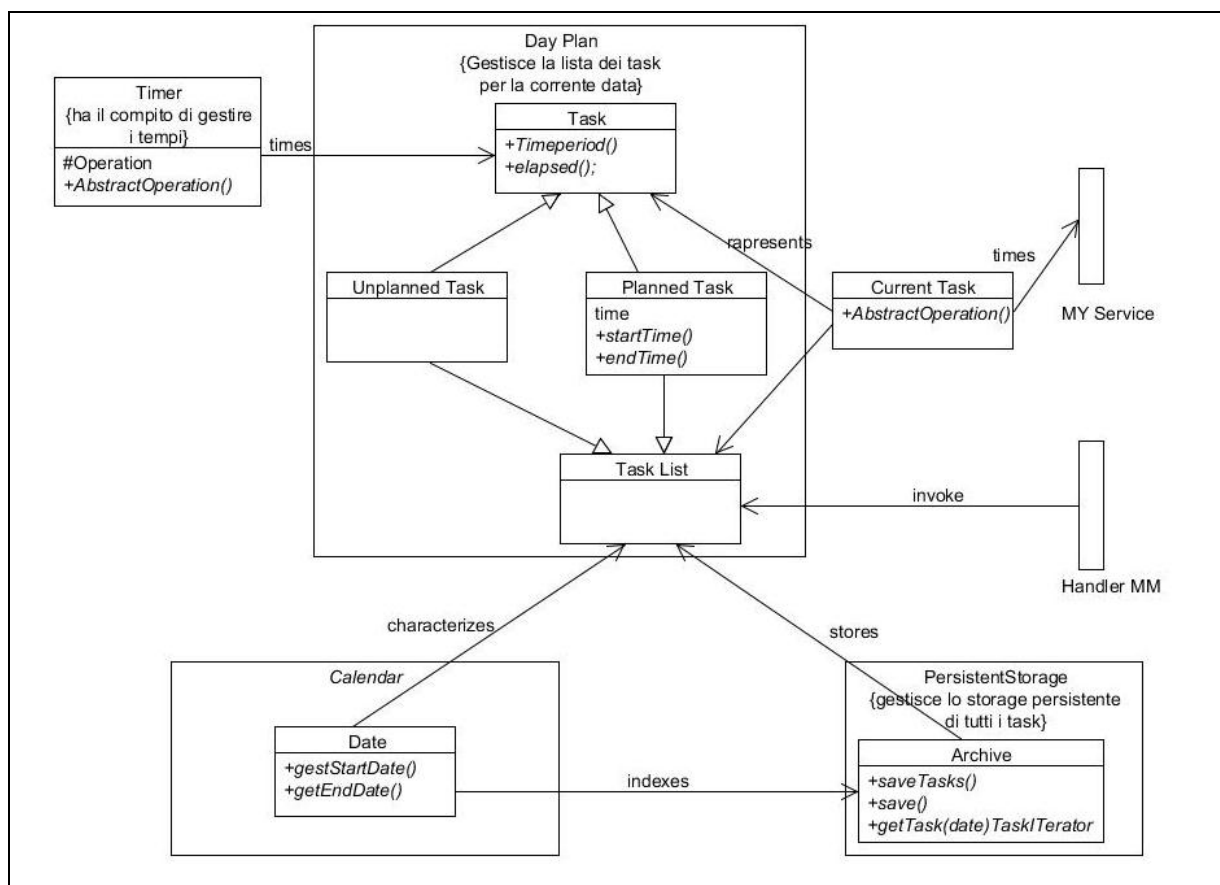 Day Plan
{Gestisce la lista dei task
per la corrente data}
Timer
{ha il compito di gestire
i tempi}
#Operation
+AbstractOperation()
times
Task
+Timeperiod()
+elapsed();
rapresents
times
Unplanned Task
Planned Task
time
+startTime()
+endTime()
Current Task
+AbstractOperation()
MY Service
Task List
invoke
Handler MM
characterizes
stores
Calendar
Date
+gestStartDate()
+getEndDate()
indexes
PersistentStorage
{gestisce lo storage persistente
di tutti i task}
Archive
+saveTasks()
+save()
+getTask(date)TaskITerator